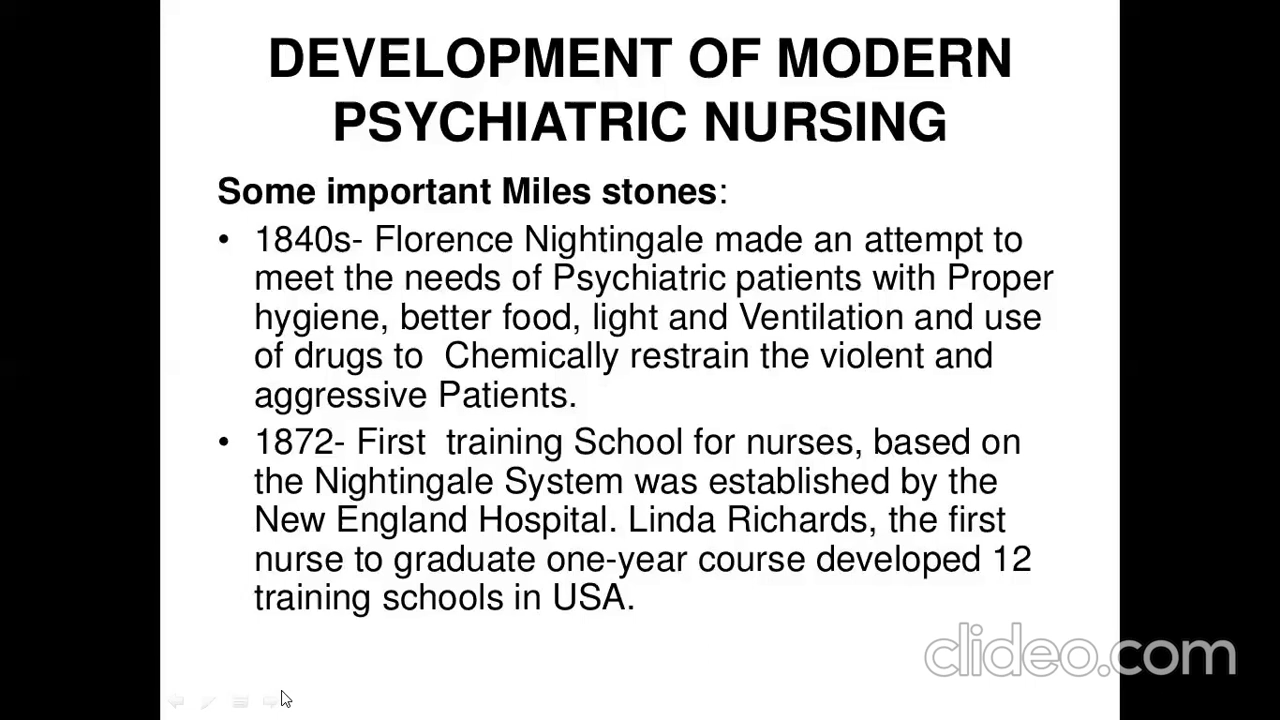 DEVELOPMENT OF MODERN
PSYCHIATRIC NURSING
Some important Miles stones:
• 1840s- Florence Nightingale made an attempt to
meet the needs of Psychiatric patients with Proper
hygiene, better food, light and Ventilation and use
of drugs to Chemically restrain the violent and
aggressive Patients.
• 1872- First training School for nurses, based on
the Nightingale System was established by the
New England Hospital. Linda Richards, the first
nurse to graduate one-year course developed 12
training schools in USA.
clideo.com